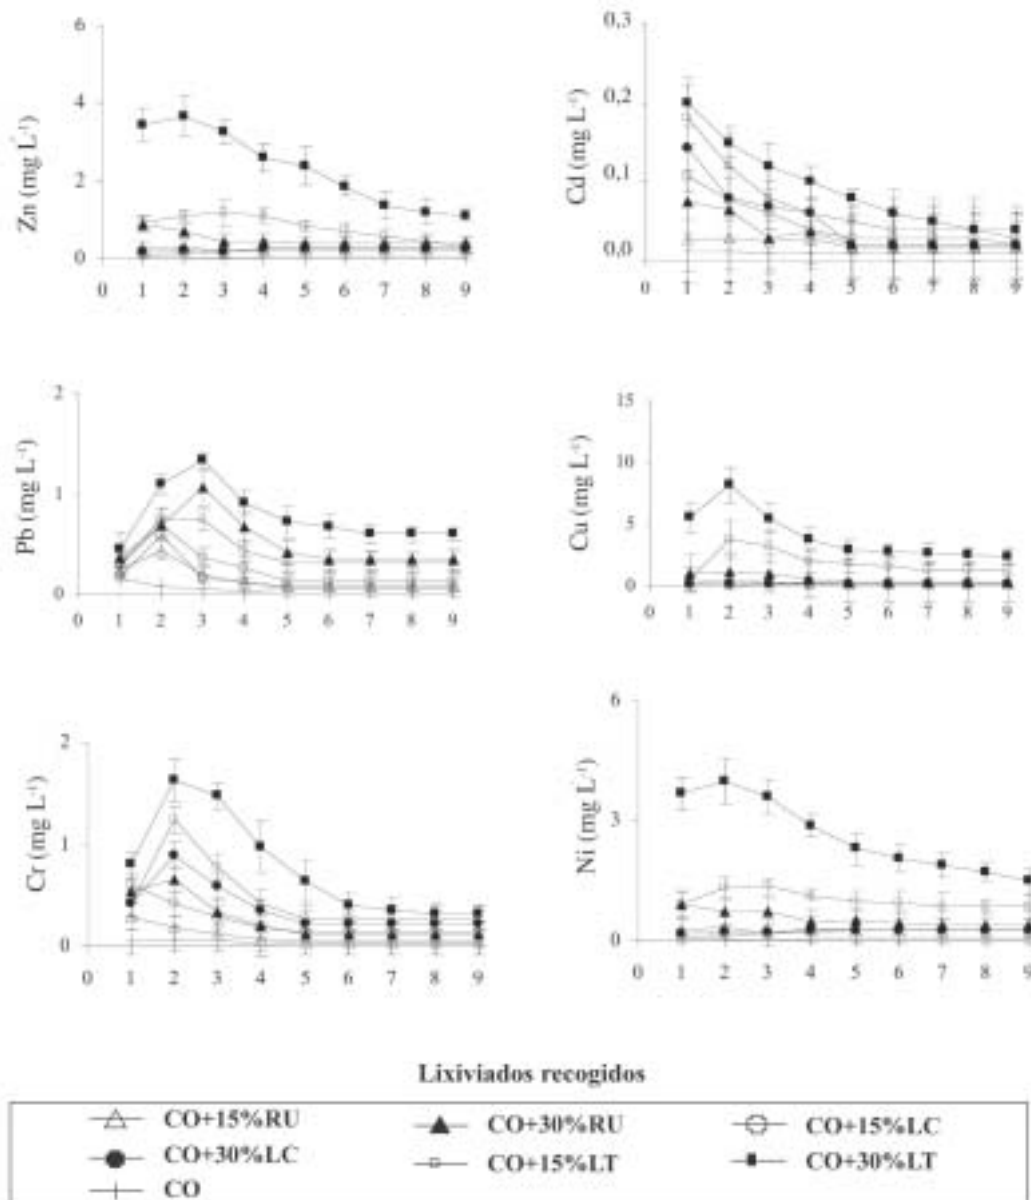 Zn (mg L-1)
6
4
2
0
0 1 2 3 4 5 6 7 8 9
Cd (mg L-1)
0,3
0,2
0,1
0,0
0 1 2 3 4 5 6 7 8 9
Pb (mg L-1)
2
1
0
0 1 2 3 4 5 6 7 8 9
Cu (mg L-1)
15
10
5
0
0 1 2 3 4 5 6 7 8 9
Cr (mg L-1)
2
1
0
0 1 2 3 4 5 6 7 8 9
Ni (mg L-1)
6
3
0
0 1 2 3 4 5 6 7 8 9
Lixiviados recogidos
CO+15%RU CO+30%RU CO+15%LC
CO+30%LC CO+15%LT CO+30%LT
CO